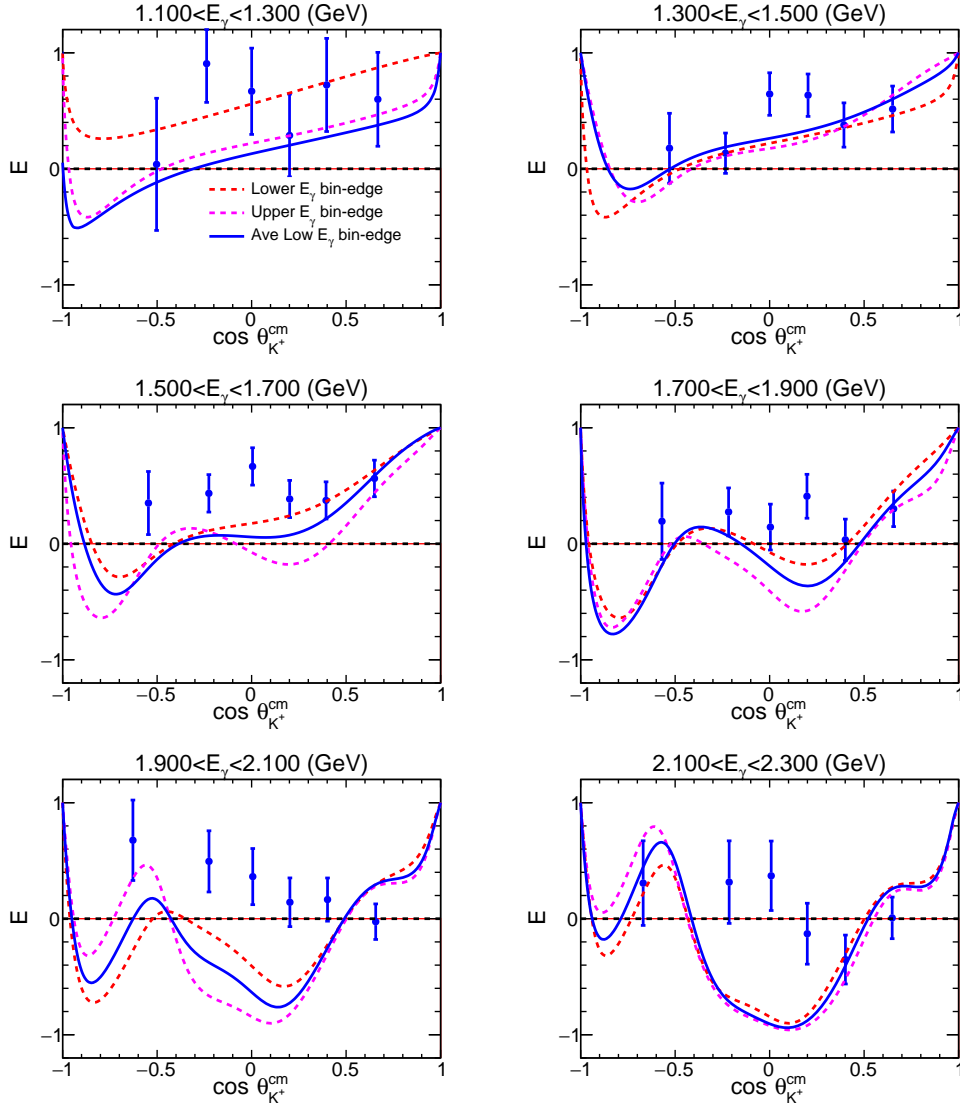 1.100<E_γ<1.300 (GeV)
E
1
0
−1
Lower E_γ bin-edge
Upper E_γ bin-edge
Ave Low E_γ bin-edge
−1 −0.5 0 0.5 1
cos θ^cm_K⁺
1.300<E_γ<1.500 (GeV)
E
1
0
−1
−1 −0.5 0 0.5 1
cos θ^cm_K⁺
1.500<E_γ<1.700 (GeV)
E
1
0
−1
−1 −0.5 0 0.5 1
cos θ^cm_K⁺
1.700<E_γ<1.900 (GeV)
E
1
0
−1
−1 −0.5 0 0.5 1
cos θ^cm_K⁺
1.900<E_γ<2.100 (GeV)
E
1
0
−1
−1 −0.5 0 0.5 1
cos θ^cm_K⁺
2.100<E_γ<2.300 (GeV)
E
1
0
−1
−1 −0.5 0 0.5 1
cos θ^cm_K⁺